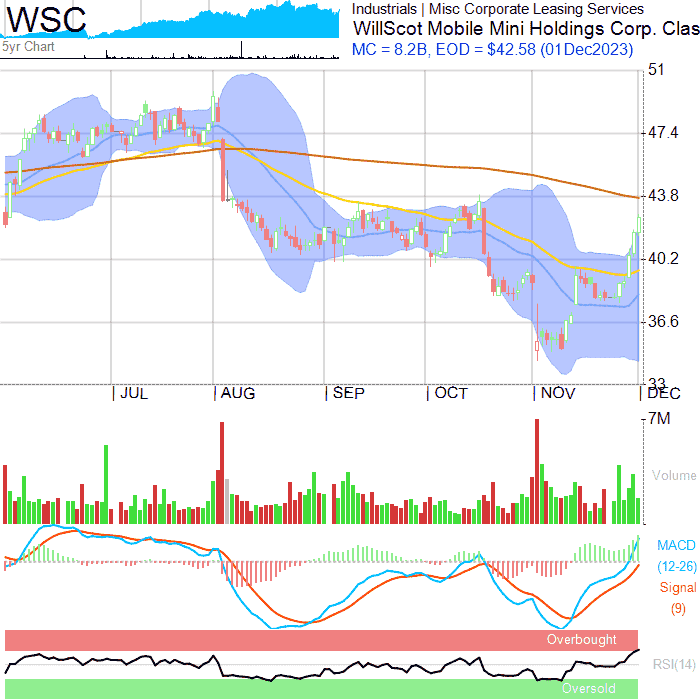 WSC
Industrials | Misc Corporate Leasing Services
WillScot Mobile Mini Holdings Corp. Clas
MC = 8.2B, EOD = $42.58 (01Dec2023)
5yr Chart
51
47.4
43.8
40.2
36.6
33
JUL AUG SEP OCT NOV DEC
7M
Volume
MACD
(12-26)
Signal
(9)
Overbought
RSI(14)
Oversold